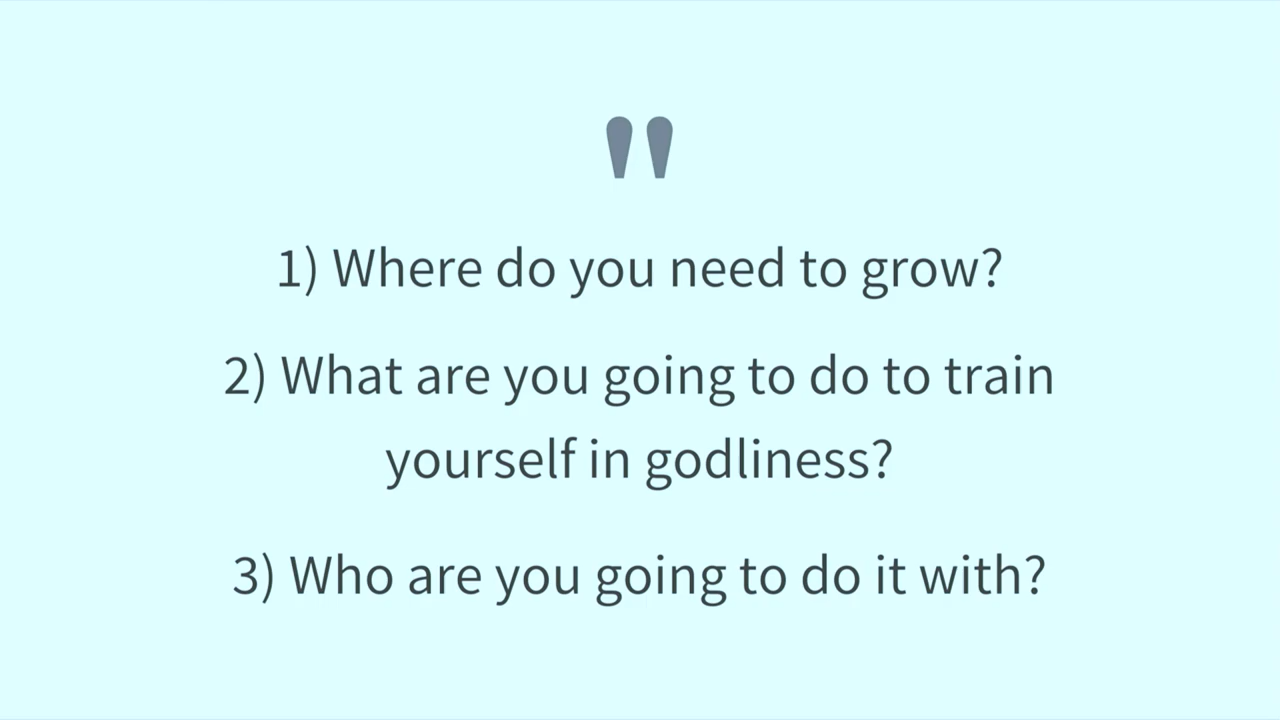 "
1) Where do you need to grow?
2) What are you going to do to train
yourself in godliness?
3) Who are you going to do it with?